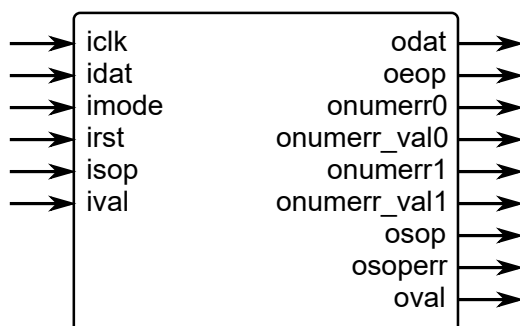 iclk odat
idat oeop
imode onumerr0
irst onumerr_val0
isop onumerr1
ival onumerr_val1
osop
osoperr
oval